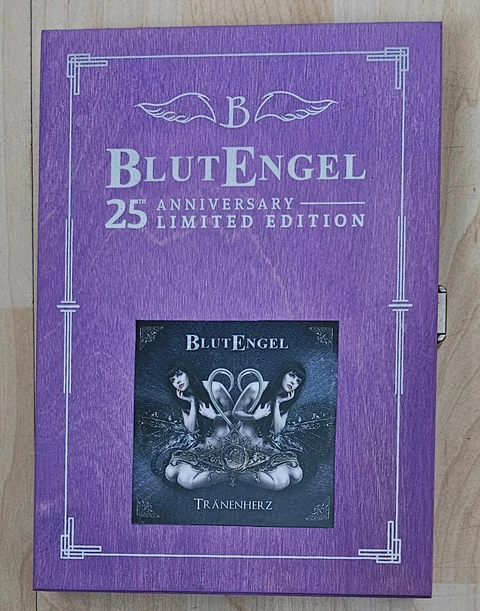 B
BLUTENGEL
25TH ANNIVERSARY
LIMITED EDITION
BLUTENGEL
TRÄNENHERZ